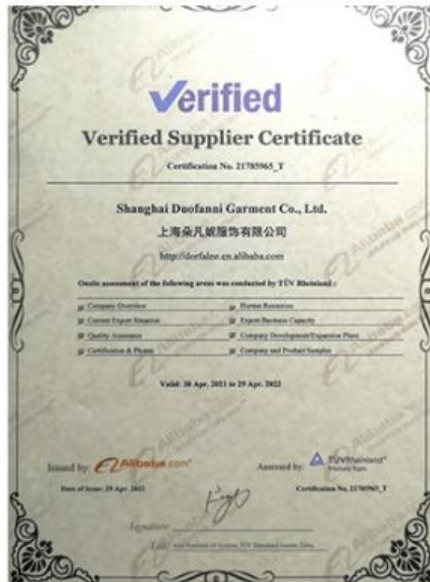 Verified
Verified Supplier Certificate
Certification No. 21785965_T
Shanghai Duofanni Garment Co., Ltd.
上海朵凡妮服饰有限公司
http://dorfalne.en.alibaba.com
Onsite assessment of the following areas was conducted by TÜV Rheinland:
Company Overview
Human Resources
Current Export Situation
Export Business Capacity
Quality Assurance
Company Development/Expansion Plans
Certification & Photos
Company and Product Samples
Valid: 30 Apr. 2021 to 29 Apr. 2022
Issued by: Alibaba.com
Assessed by: TÜVRheinland
Precisely Right.
Date of Issue: 29 Apr. 2021
Certification No. 21785965_T
Signature